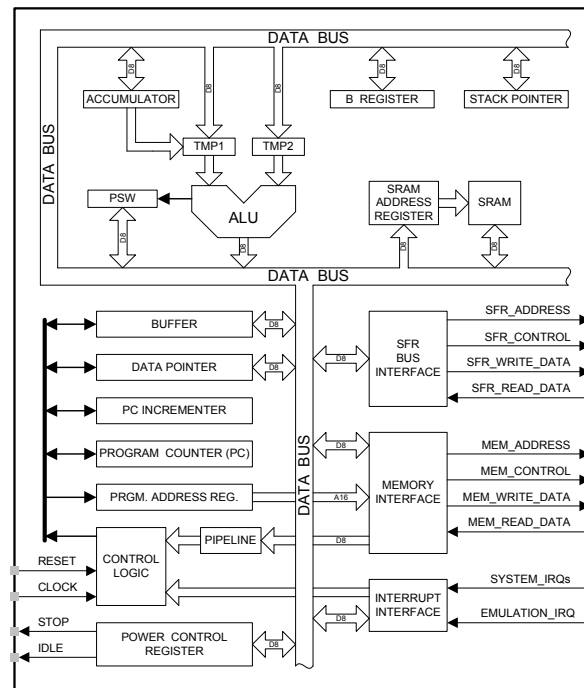 DATA BUS
D8
D8
D8
D8
D8
ACCUMULATOR
B REGISTER
STACK POINTER
DATA BUS
TMP1
TMP2
PSW
ALU
SRAM
ADDRESS
REGISTER
SRAM
D8
D8
D8
D8
DATA BUS
BUFFER
D8
DATA POINTER
D8
PC INCREMENTER
PROGRAM COUNTER (PC)
PRGM. ADDRESS REG.
A16
DATA BUS
D8
SFR
BUS
INTERFACE
SFR_ADDRESS
SFR_CONTROL
SFR_WRITE_DATA
SFR_READ_DATA
D8
MEMORY
INTERFACE
MEM_ADDRESS
MEM_CONTROL
MEM_WRITE_DATA
MEM_READ_DATA
RESET
CLOCK
CONTROL
LOGIC
PIPELINE
D8
INTERRUPT
INTERFACE
SYSTEM_IRQs
EMULATION_IRQ
STOP
IDLE
POWER CONTROL
REGISTER
D8
D8